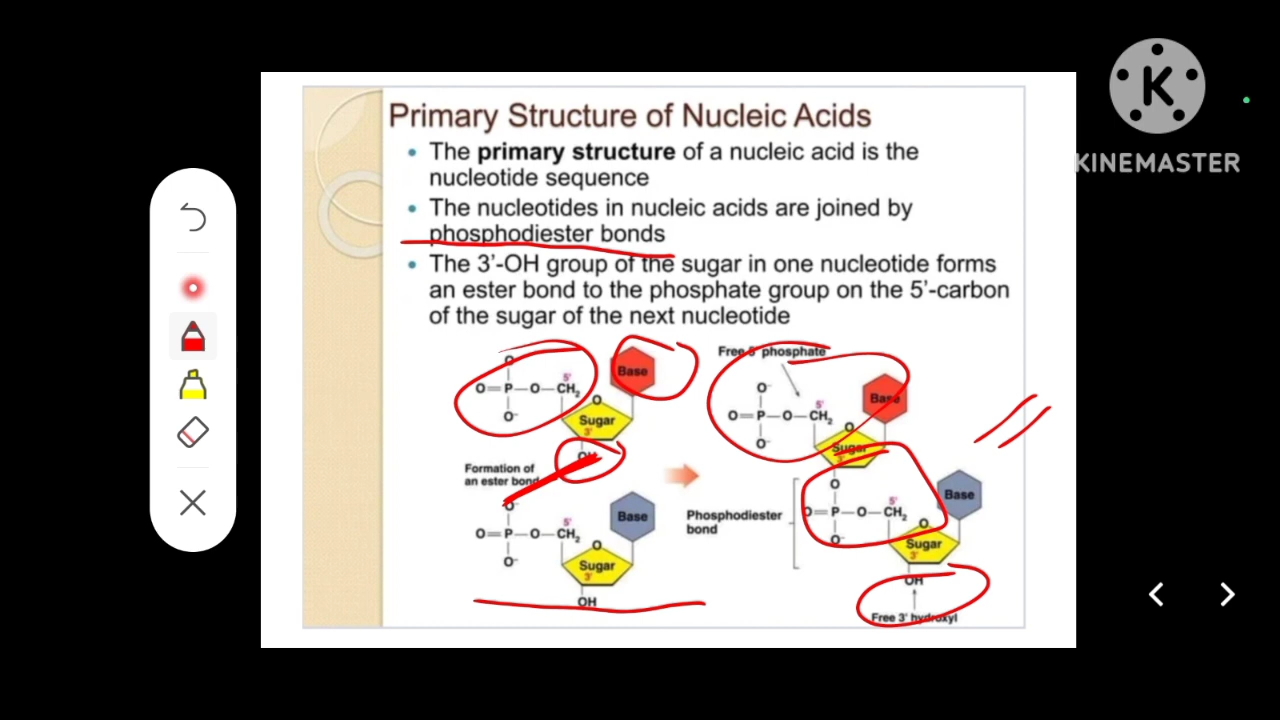 KINEMASTER
Primary Structure of Nucleic Acids
• The primary structure of a nucleic acid is the
nucleotide sequence
• The nucleotides in nucleic acids are joined by
phosphodiester bonds
• The 3'-OH group of the sugar in one nucleotide forms
an ester bond to the phosphate group on the 5'-carbon
of the sugar of the next nucleotide
O⁻
O=P—O—CH₂
5'
O⁻
Base
O
Sugar
3'
OH
Formation of
an ester bond
O⁻
O=P—O—CH₂
5'
O⁻
Base
O
Sugar
3'
OH
Free 5' phosphate
O⁻
O=P—O—CH₂
5'
O⁻
Base
O
Sugar
3'
Phosphodiester
bond
O
O=P—O—CH₂
5'
O⁻
Base
O
Sugar
3'
OH
Free 3' hydroxyl